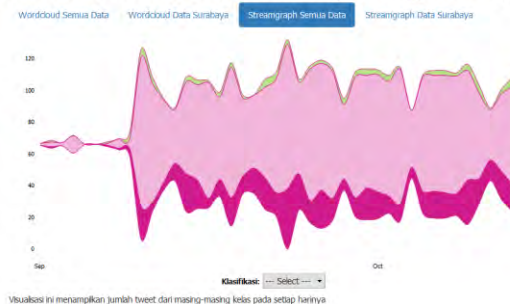 Wordcloud Semua Data Wordcloud Data Surabaya Streamgraph Semua Data Streamgraph Data Surabaya
120
100
80
60
40
20
0
Sep Oct
Klasifikasi: --- Select ---
Visualisasi ini menampilkan jumlah tweet dari masing-masing kelas pada setiap harinya